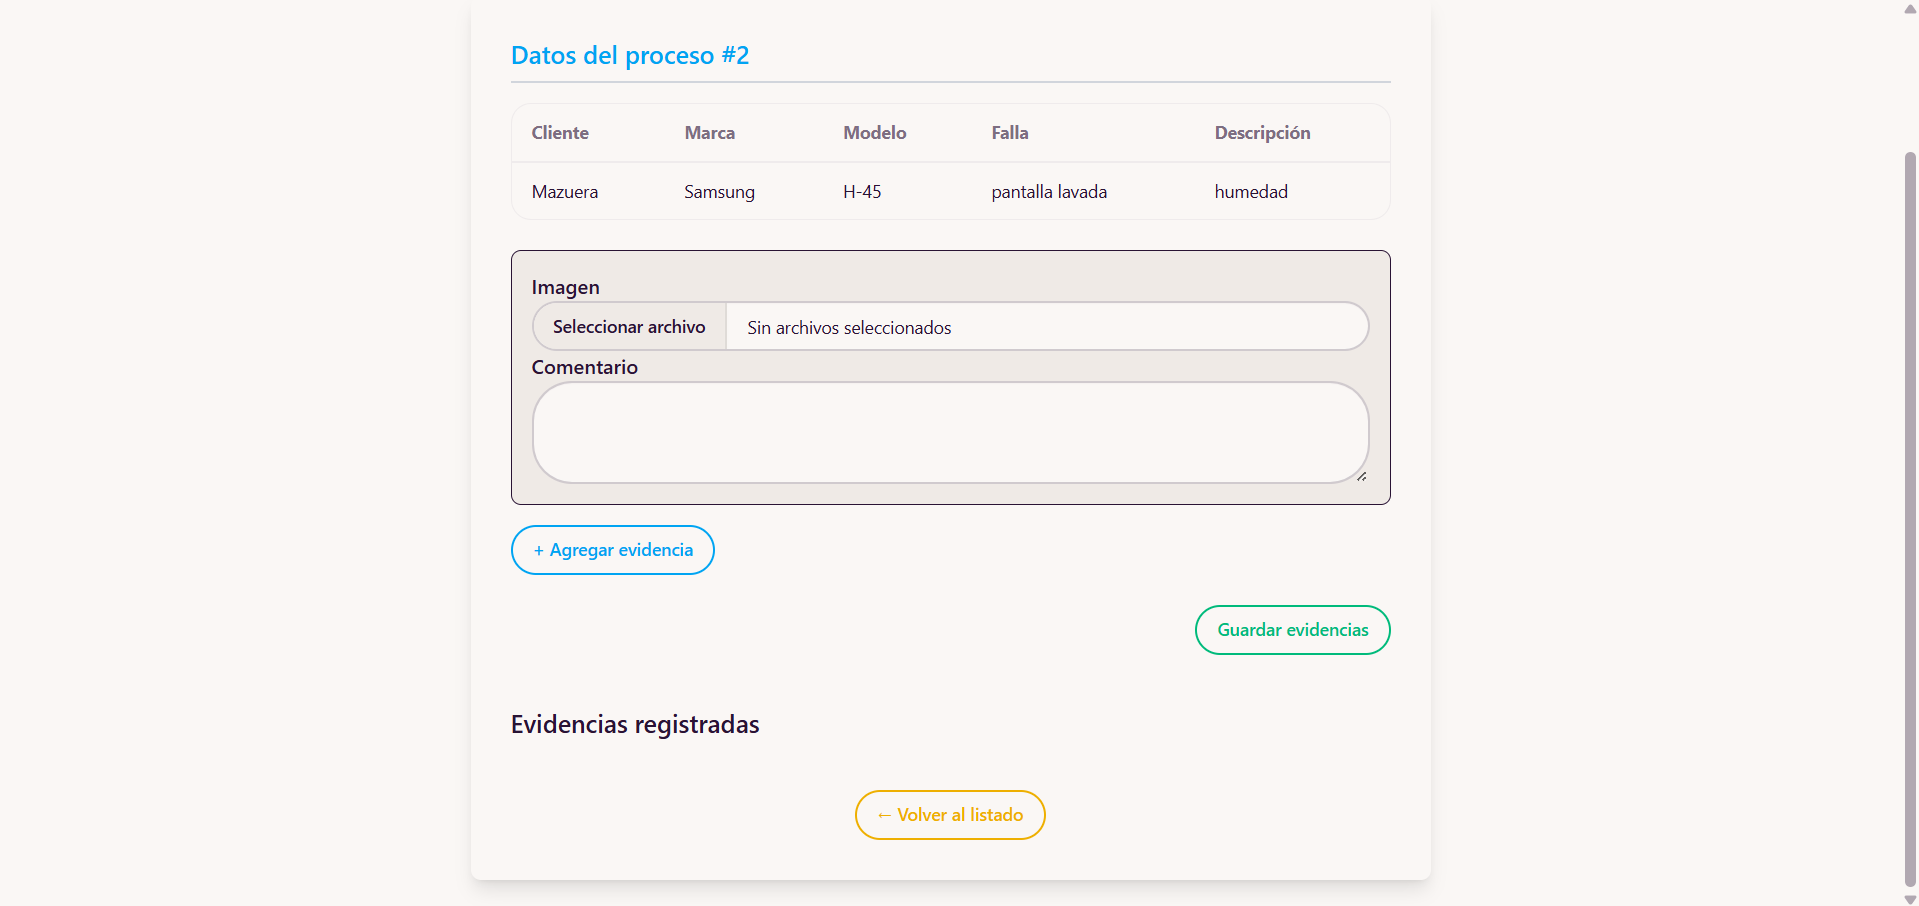 Datos del proceso #2
Cliente Marca Modelo Falla Descripción
Mazuera Samsung H-45 pantalla lavada humedad
Imagen
Seleccionar archivo Sin archivos seleccionados
Comentario
+ Agregar evidencia
Guardar evidencias
Evidencias registradas
← Volver al listado